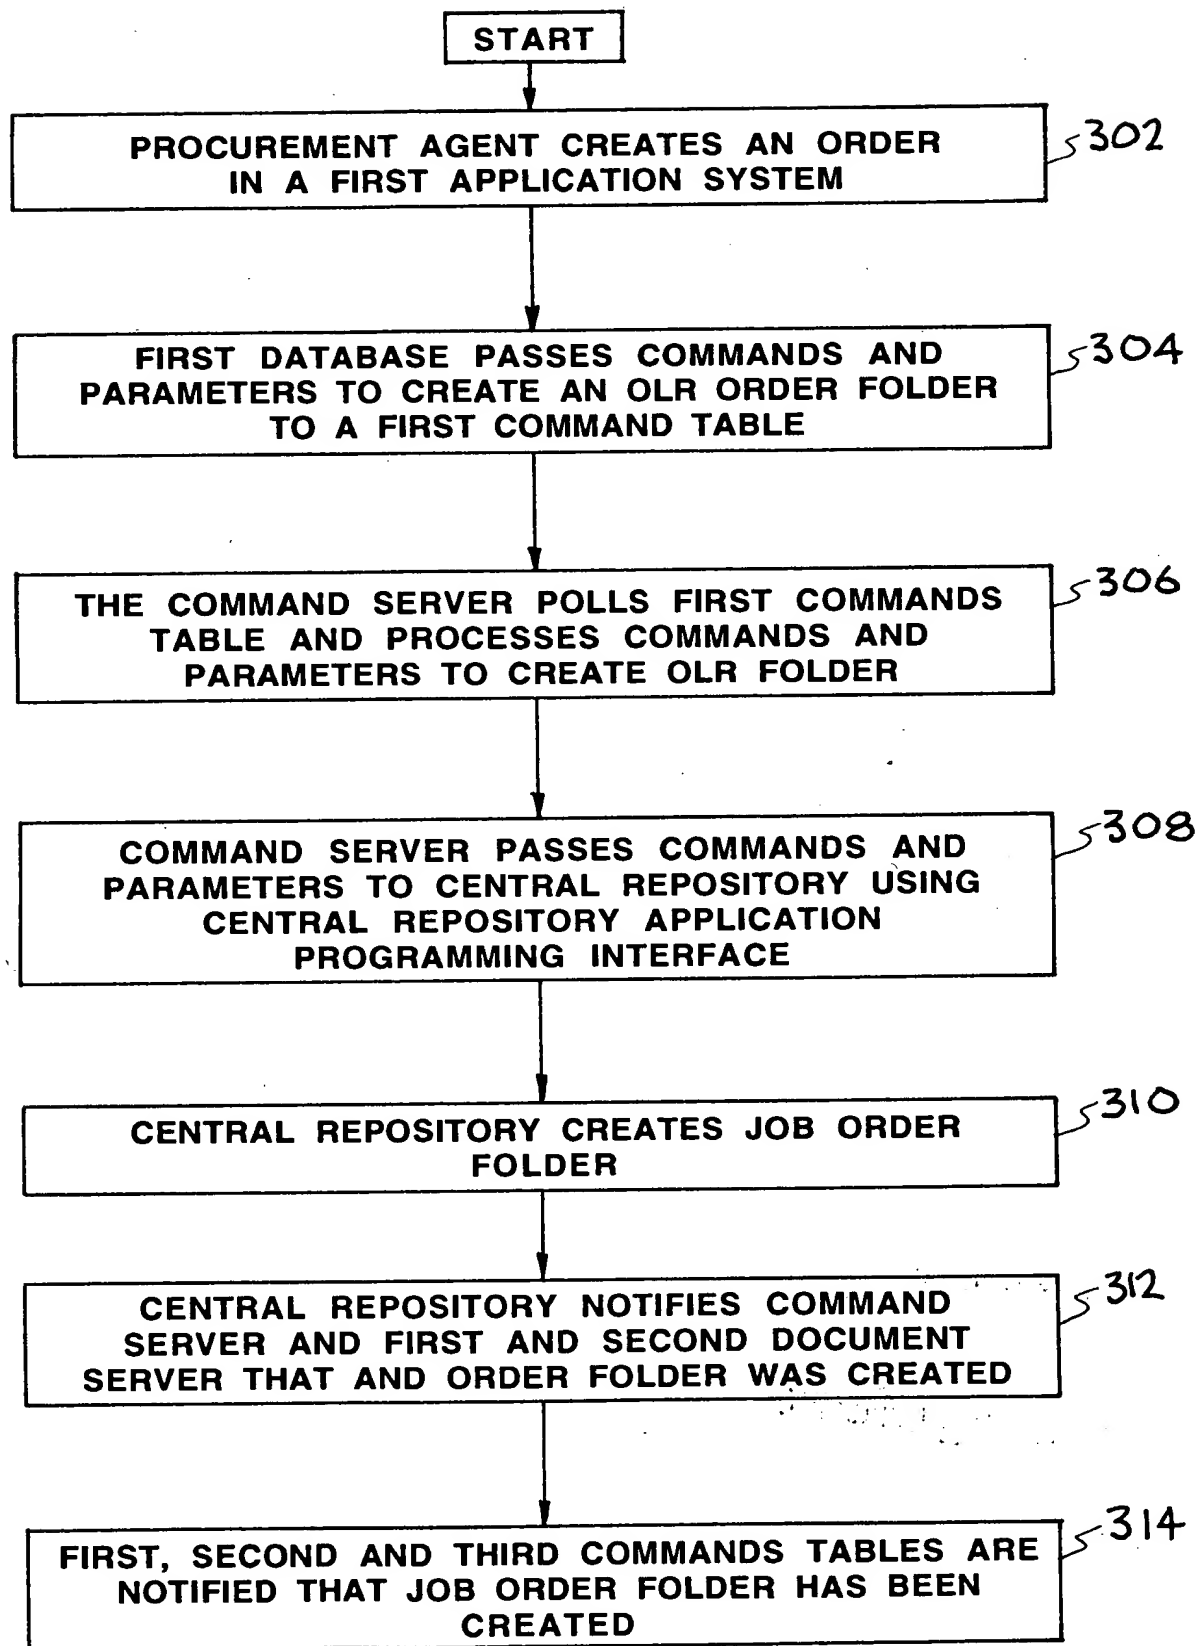 START
PROCUREMENT AGENT CREATES AN ORDER
IN A FIRST APPLICATION SYSTEM
302
FIRST DATABASE PASSES COMMANDS AND
PARAMETERS TO CREATE AN OLR ORDER FOLDER
TO A FIRST COMMAND TABLE
304
THE COMMAND SERVER POLLS FIRST COMMANDS
TABLE AND PROCESSES COMMANDS AND
PARAMETERS TO CREATE OLR FOLDER
306
COMMAND SERVER PASSES COMMANDS AND
PARAMETERS TO CENTRAL REPOSITORY USING
CENTRAL REPOSITORY APPLICATION
PROGRAMMING INTERFACE
308
CENTRAL REPOSITORY CREATES JOB ORDER
FOLDER
310
CENTRAL REPOSITORY NOTIFIES COMMAND
SERVER AND FIRST AND SECOND DOCUMENT
SERVER THAT AND ORDER FOLDER WAS CREATED
312
FIRST, SECOND AND THIRD COMMANDS TABLES ARE
NOTIFIED THAT JOB ORDER FOLDER HAS BEEN
CREATED
314